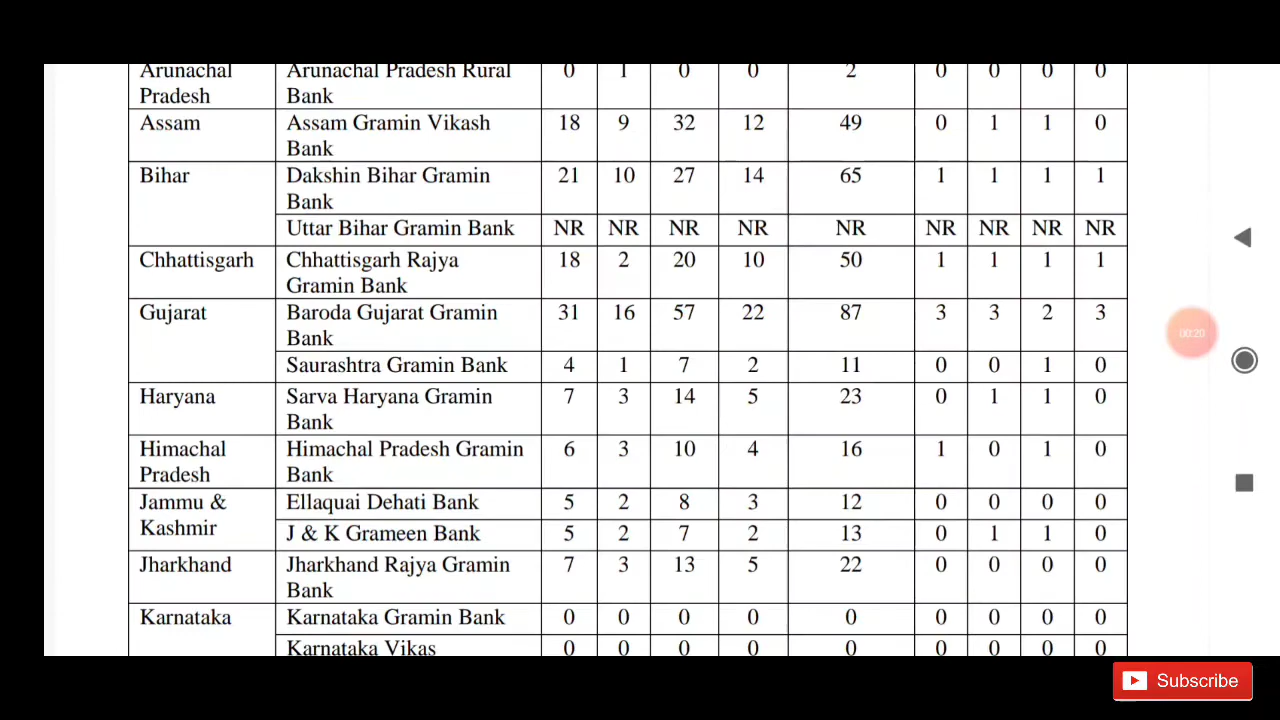 Arunachal Arunachal Pradesh Rural 0 1 0 0 2 0 0 0 0
Pradesh Bank
Assam Assam Gramin Vikash 18 9 32 12 49 0 1 1 0
Bank
Bihar Dakshin Bihar Gramin 21 10 27 14 65 1 1 1 1
Bank
Uttar Bihar Gramin Bank NR NR NR NR NR NR NR NR NR
Chhattisgarh Chhattisgarh Rajya 18 2 20 10 50 1 1 1 1
Gramin Bank
Gujarat Baroda Gujarat Gramin 31 16 57 22 87 3 3 2 3
Bank
Saurashtra Gramin Bank 4 1 7 2 11 0 0 1 0
Haryana Sarva Haryana Gramin 7 3 14 5 23 0 1 1 0
Bank
Himachal Himachal Pradesh Gramin 6 3 10 4 16 1 0 1 0
Pradesh Bank
Jammu & Ellaquai Dehati Bank 5 2 8 3 12 0 0 0 0
Kashmir J & K Grameen Bank 5 2 7 2 13 0 1 1 0
Jharkhand Jharkhand Rajya Gramin 7 3 13 5 22 0 0 0 0
Bank
Karnataka Karnataka Gramin Bank 0 0 0 0 0 0 0 0 0
Karnataka Vikas 0 0 0 0 0 0 0 0 0
00:20
Subscribe